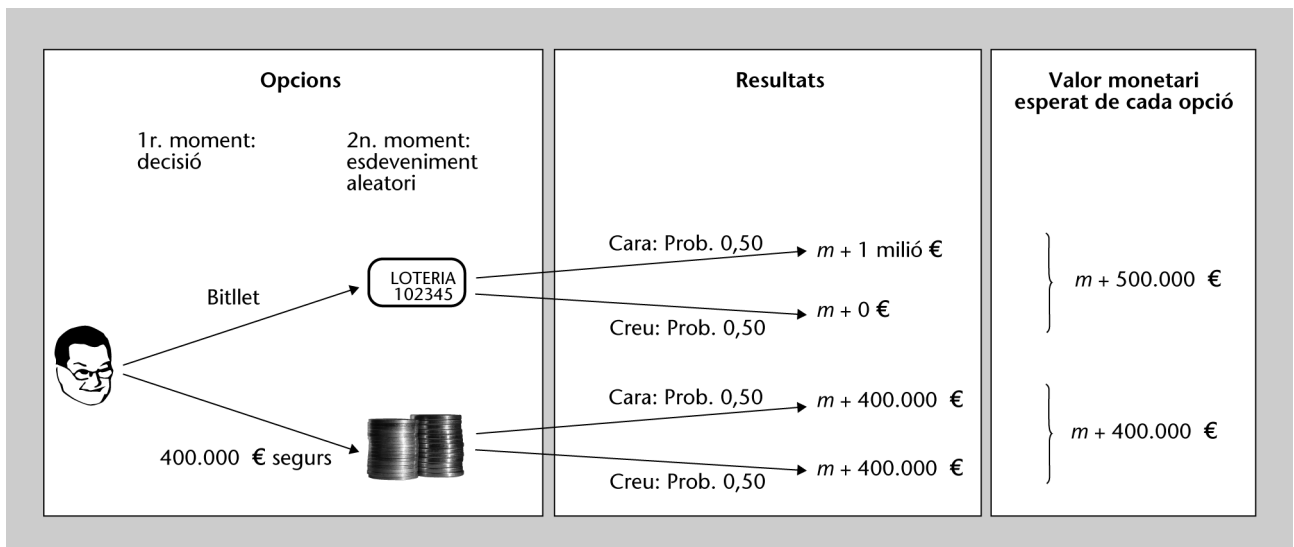 Opcions
1r. moment:
decisió
2n. moment:
esdeveniment
aleatori
Bitllet
LOTERIA
102345
400.000 € segurs
Resultats
Cara: Prob. 0,50
m + 1 milió €
m + 0 €
Creu: Prob. 0,50
Cara: Prob. 0,50
m + 400.000 €
m + 400.000 €
Creu: Prob. 0,50
Valor monetari
esperat de cada opció
m + 500.000 €
m + 400.000 €